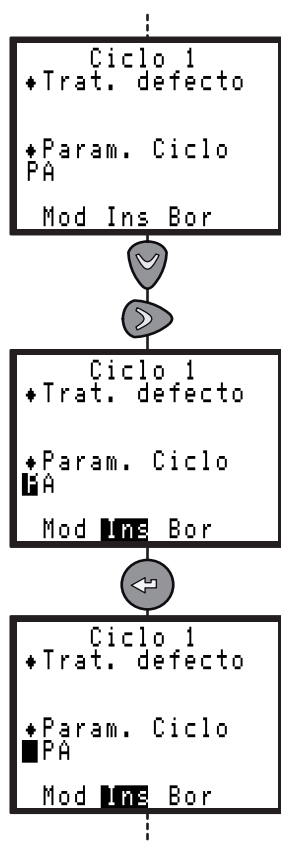 Ciclo 1
♦Trat. defecto
♦Param. Ciclo
PA
Mod Ins Bor
Ciclo 1
♦Trat. defecto
♦Param. Ciclo
PA
Mod Ins Bor
Ciclo 1
♦Trat. defecto
♦Param. Ciclo
PA
Mod Ins Bor